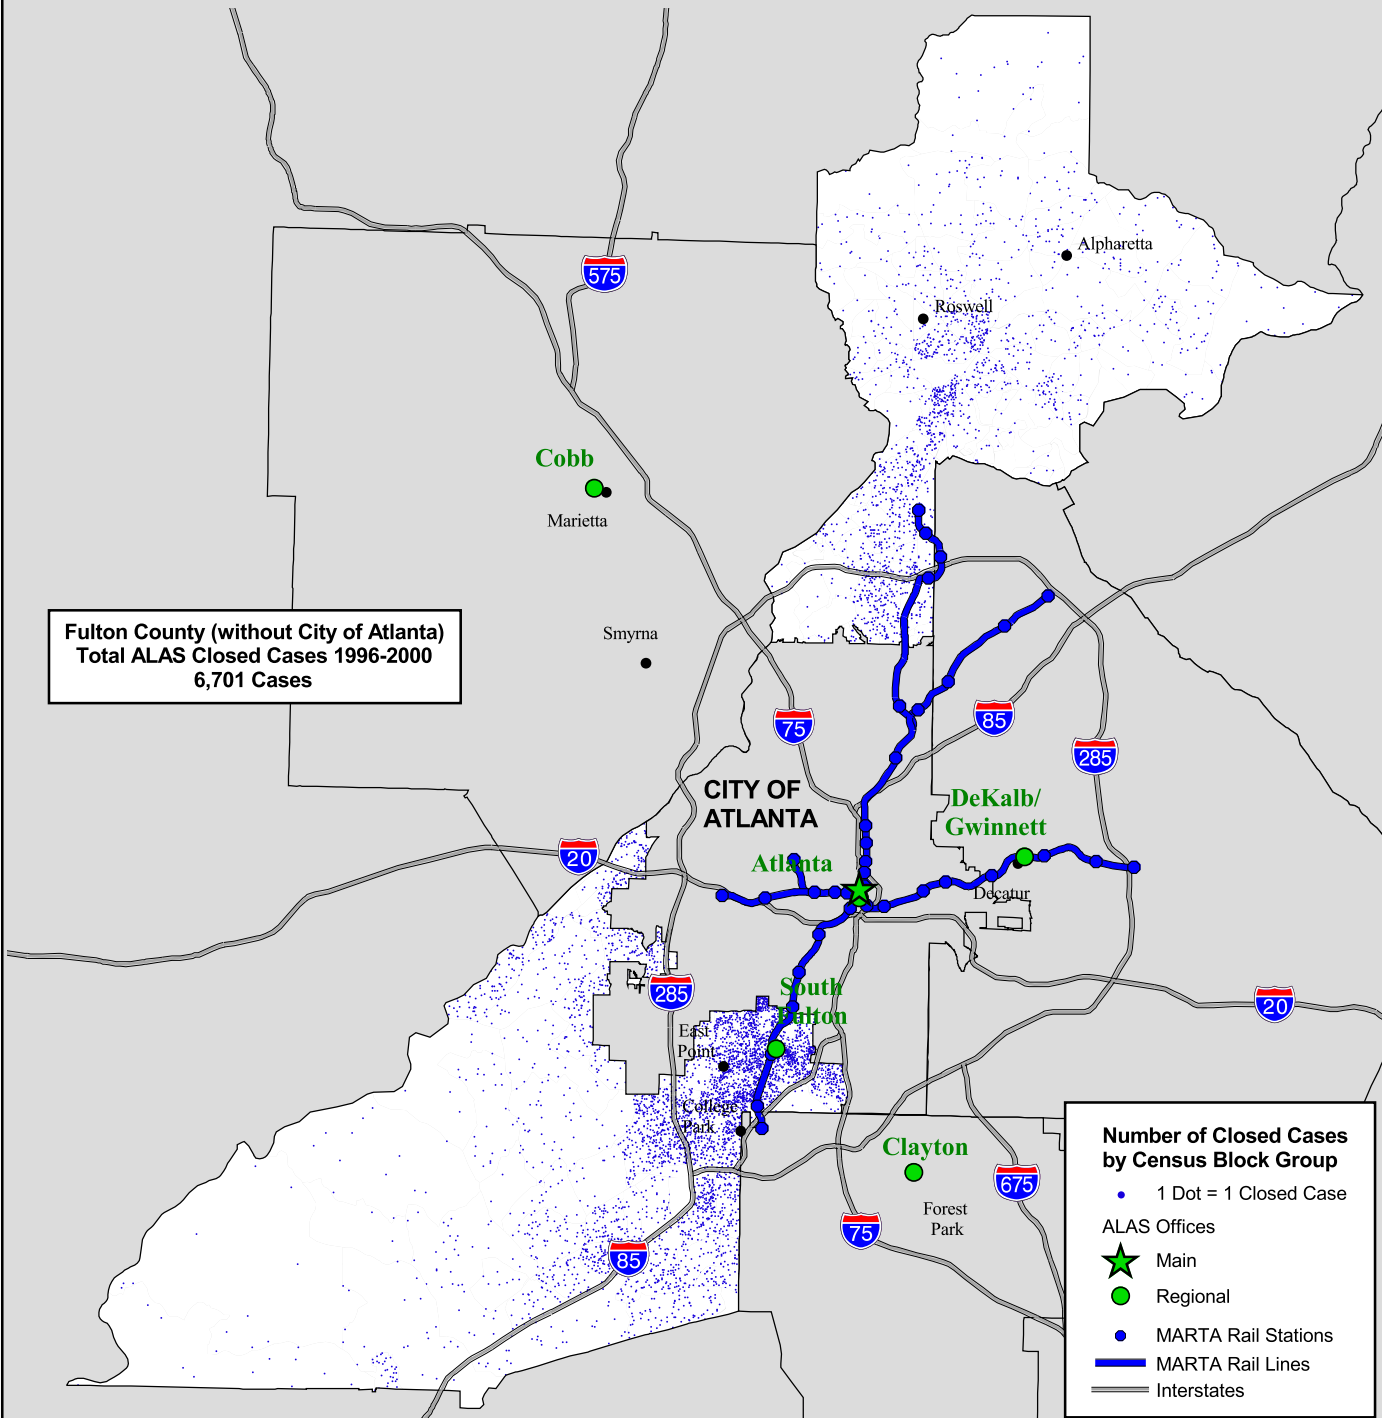 Alpharetta
575
Roswell
Cobb
Marietta
Fulton County (without City of Atlanta)
Total ALAS Closed Cases 1996-2000
6,701 Cases
Smyrna
75
85
285
CITY OF
ATLANTA
DeKalb/
Gwinnett
20
Atlanta
Decatur
285
South
Fulton
20
East
Point
College
Park
Clayton
675
Forest
Park
75
85
Number of Closed Cases
by Census Block Group
1 Dot = 1 Closed Case
ALAS Offices
Main
Regional
MARTA Rail Stations
MARTA Rail Lines
Interstates